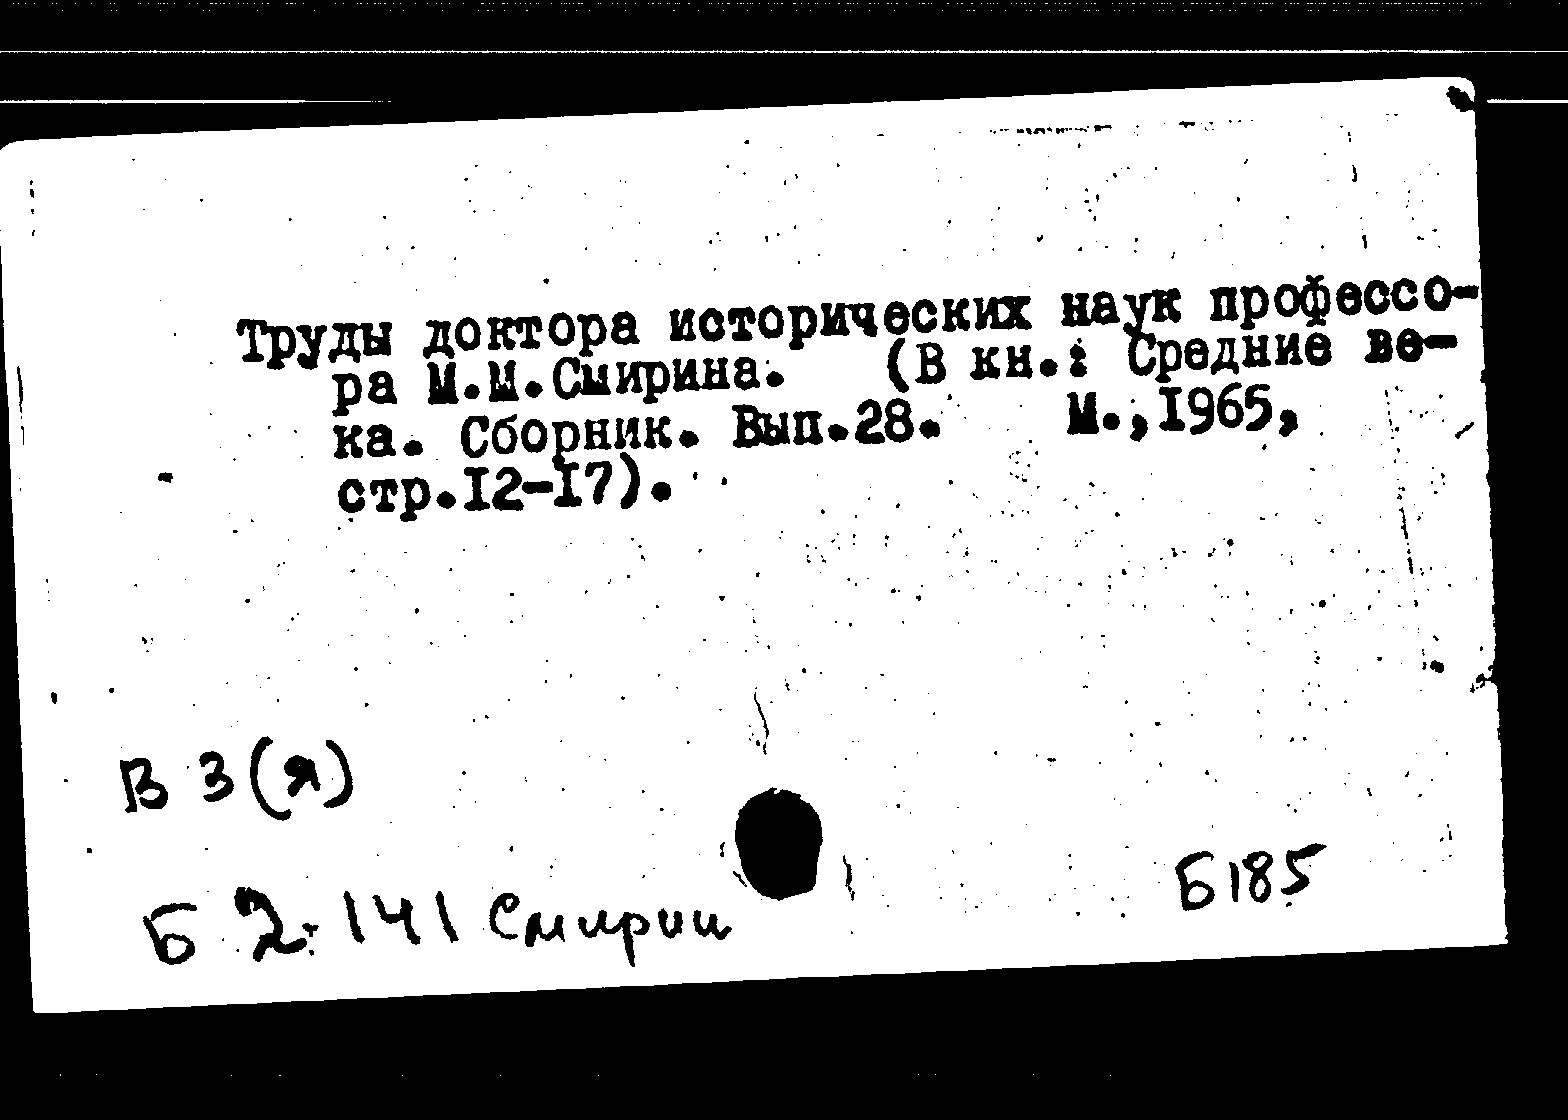 Труды доктора исторических наук профессо-
ра М.М.Смирина. (В кн.: Средние ве-
ка. Сборник. Вып.28. М.,1965,
стр.12-17).
В 3(я)
Б185
Б 2-141 Смирин